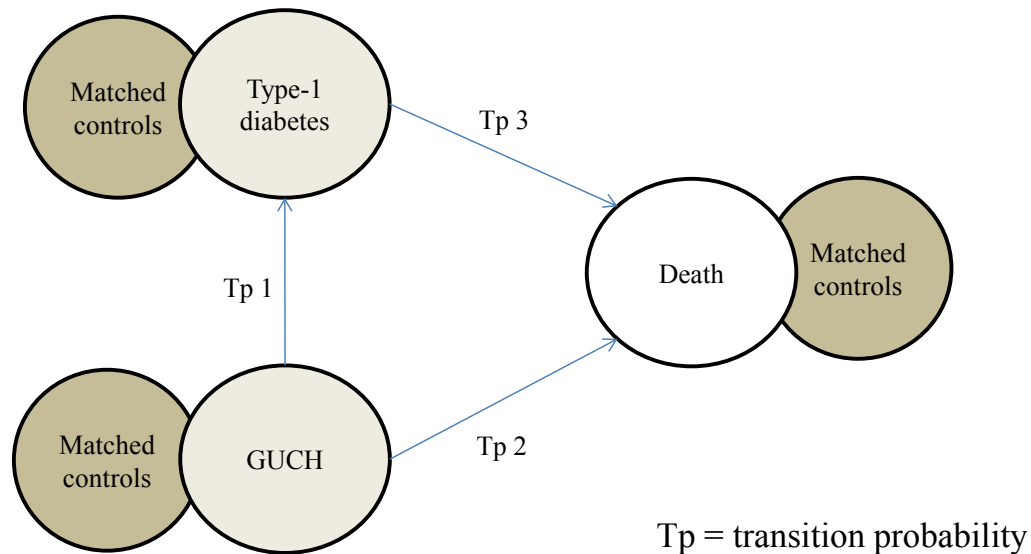 Matched
controls
Type-1
diabetes
Tp 3
Death
Matched
controls
Tp 1
Matched
controls
GUCH
Tp 2
Tp = transition probability